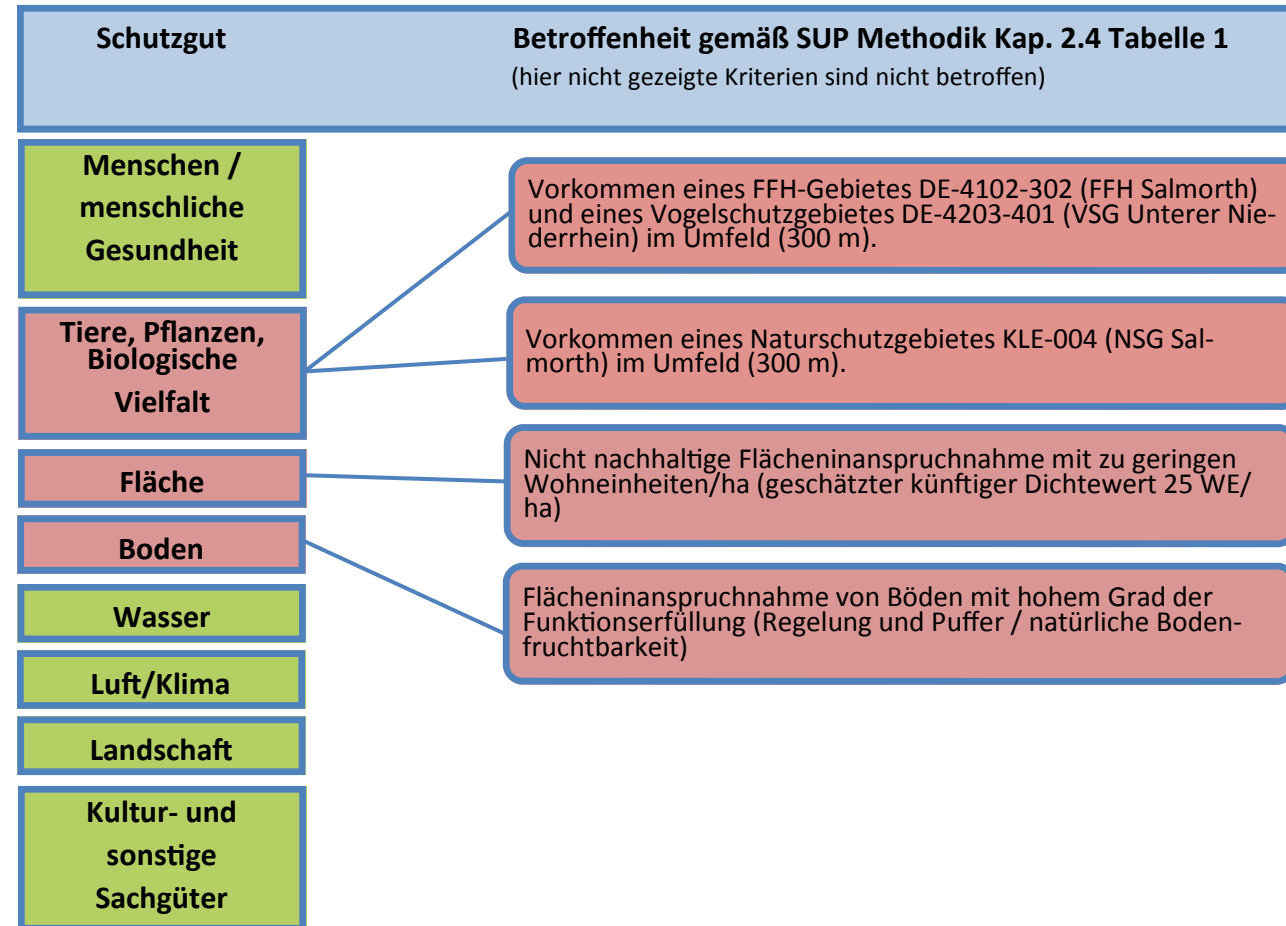 Schutzgut
Betroffenheit gemäß SUP Methodik Kap. 2.4 Tabelle 1
(hier nicht gezeigte Kriterien sind nicht betroffen)
Menschen /
menschliche
Gesundheit
Vorkommen eines FFH-Gebietes DE-4102-302 (FFH Salmorth)
und eines Vogelschutzgebietes DE-4203-401 (VSG Unterer Nie-
derrhein) im Umfeld (300 m).
Tiere, Pflanzen,
Biologische
Vielfalt
Vorkommen eines Naturschutzgebietes KLE-004 (NSG Sal-
morth) im Umfeld (300 m).
Fläche
Nicht nachhaltige Flächeninanspruchnahme mit zu geringen
Wohneinheiten/ha (geschätzter künftiger Dichtewert 25 WE/
ha)
Boden
Flächeninanspruchnahme von Böden mit hohem Grad der
Funktionserfüllung (Regelung und Puffer / natürliche Boden-
fruchtbarkeit)
Wasser
Luft/Klima
Landschaft
Kultur- und
sonstige
Sachgüter